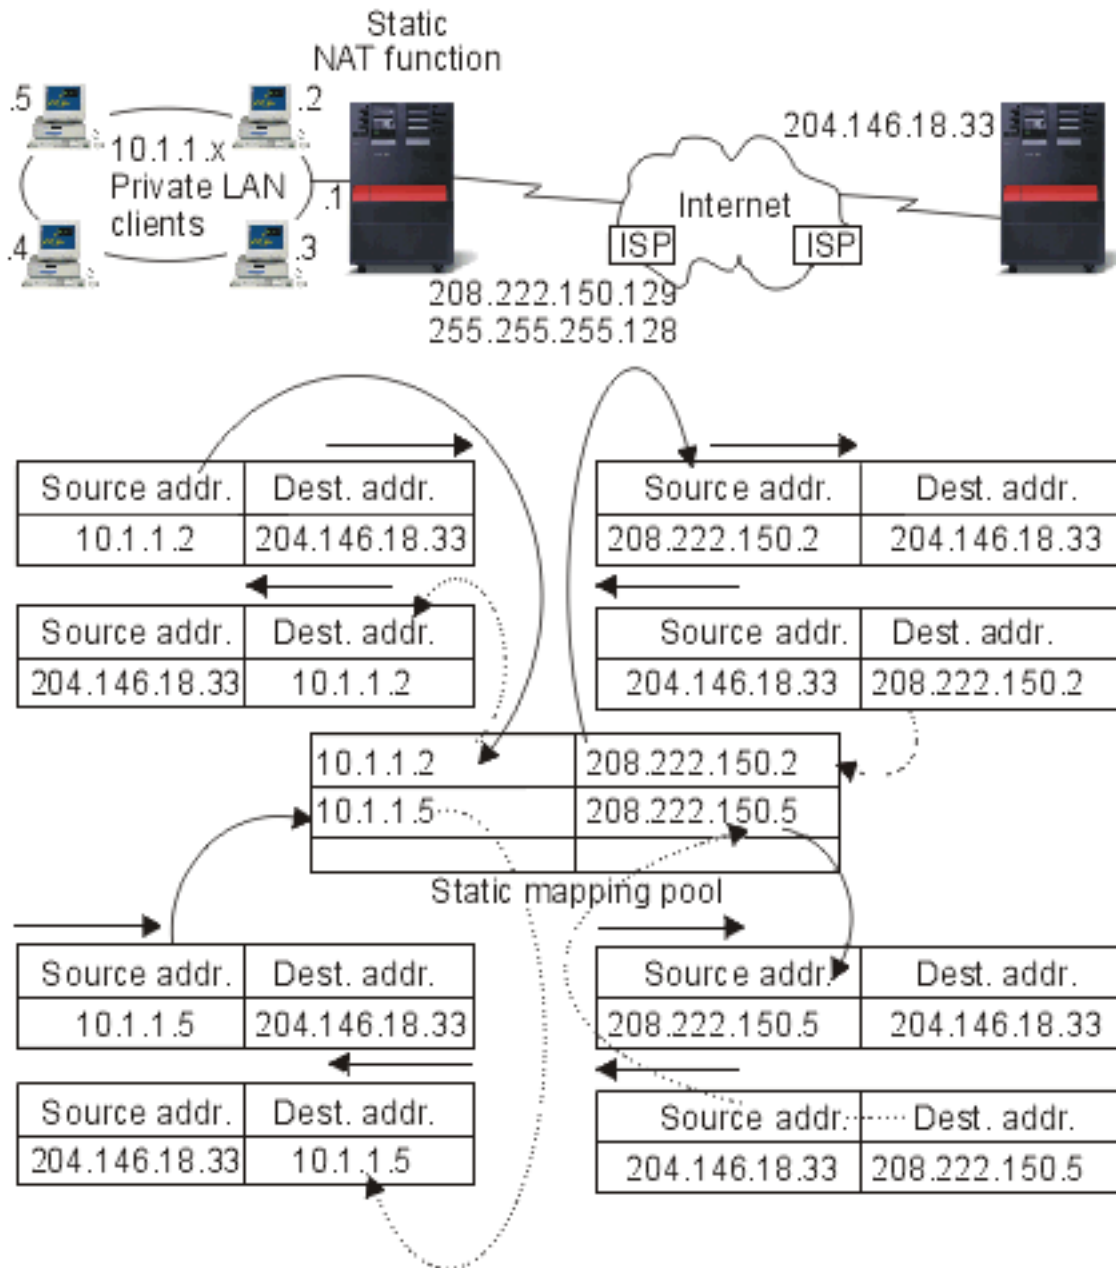 Static
NAT function
.5
.2
204.146.18.33
10.1.1.x
Private LAN
clients
.1
Internet
.4
.3
ISP
ISP
208.222.150.129
255.255.255.128
Source addr. Dest. addr.
10.1.1.2 204.146.18.33
Source addr. Dest. addr.
208.222.150.2 204.146.18.33
Source addr. Dest. addr.
204.146.18.33 10.1.1.2
Source addr. Dest. addr.
204.146.18.33 208.222.150.2
10.1.1.2 208.222.150.2
10.1.1.5 208.222.150.5
Static mapping pool
Source addr. Dest. addr.
10.1.1.5 204.146.18.33
Source addr. Dest. addr.
208.222.150.5 204.146.18.33
Source addr. Dest. addr.
204.146.18.33 10.1.1.5
Source addr. Dest. addr.
204.146.18.33 208.222.150.5